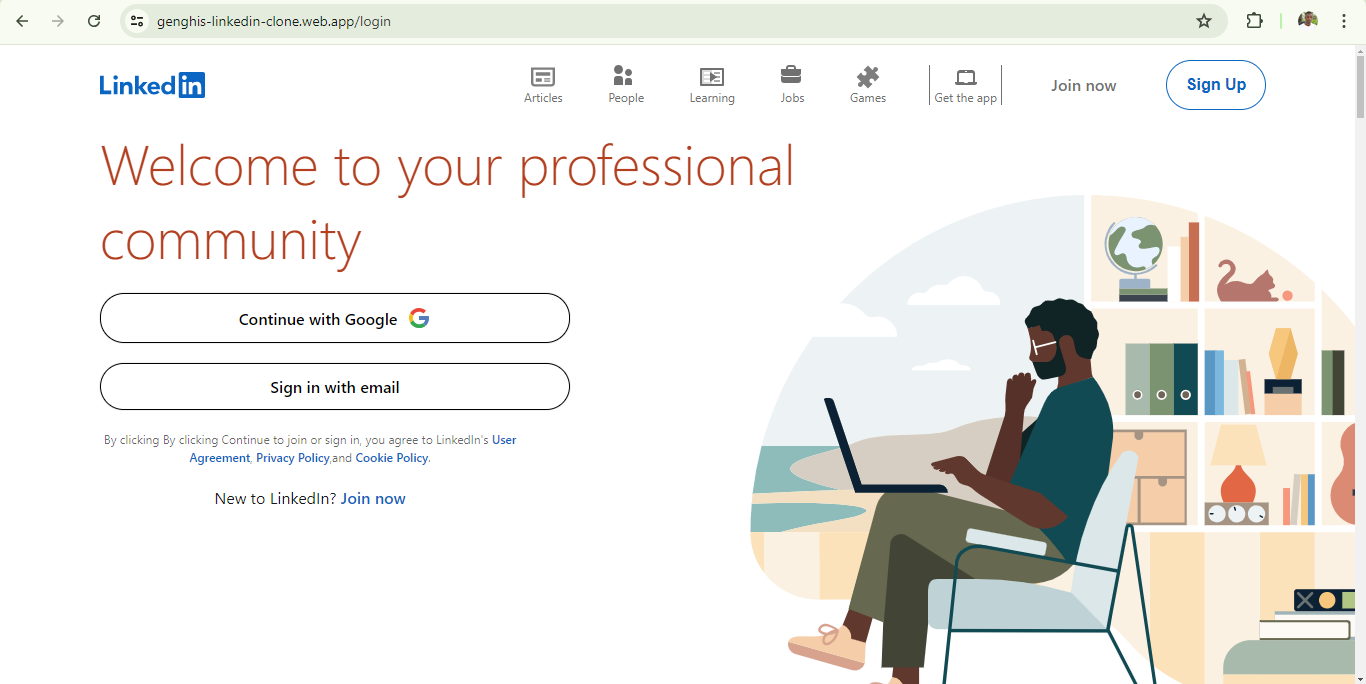 genghis-linkedin-clone.web.app/login
Linked in
Articles
People
Learning
Jobs
Games
Get the app
Join now
Sign Up
Welcome to your professional
community
Continue with Google
Sign in with email
By clicking By clicking Continue to join or sign in, you agree to LinkedIn's User
Agreement, Privacy Policy,and Cookie Policy.
New to LinkedIn? Join now